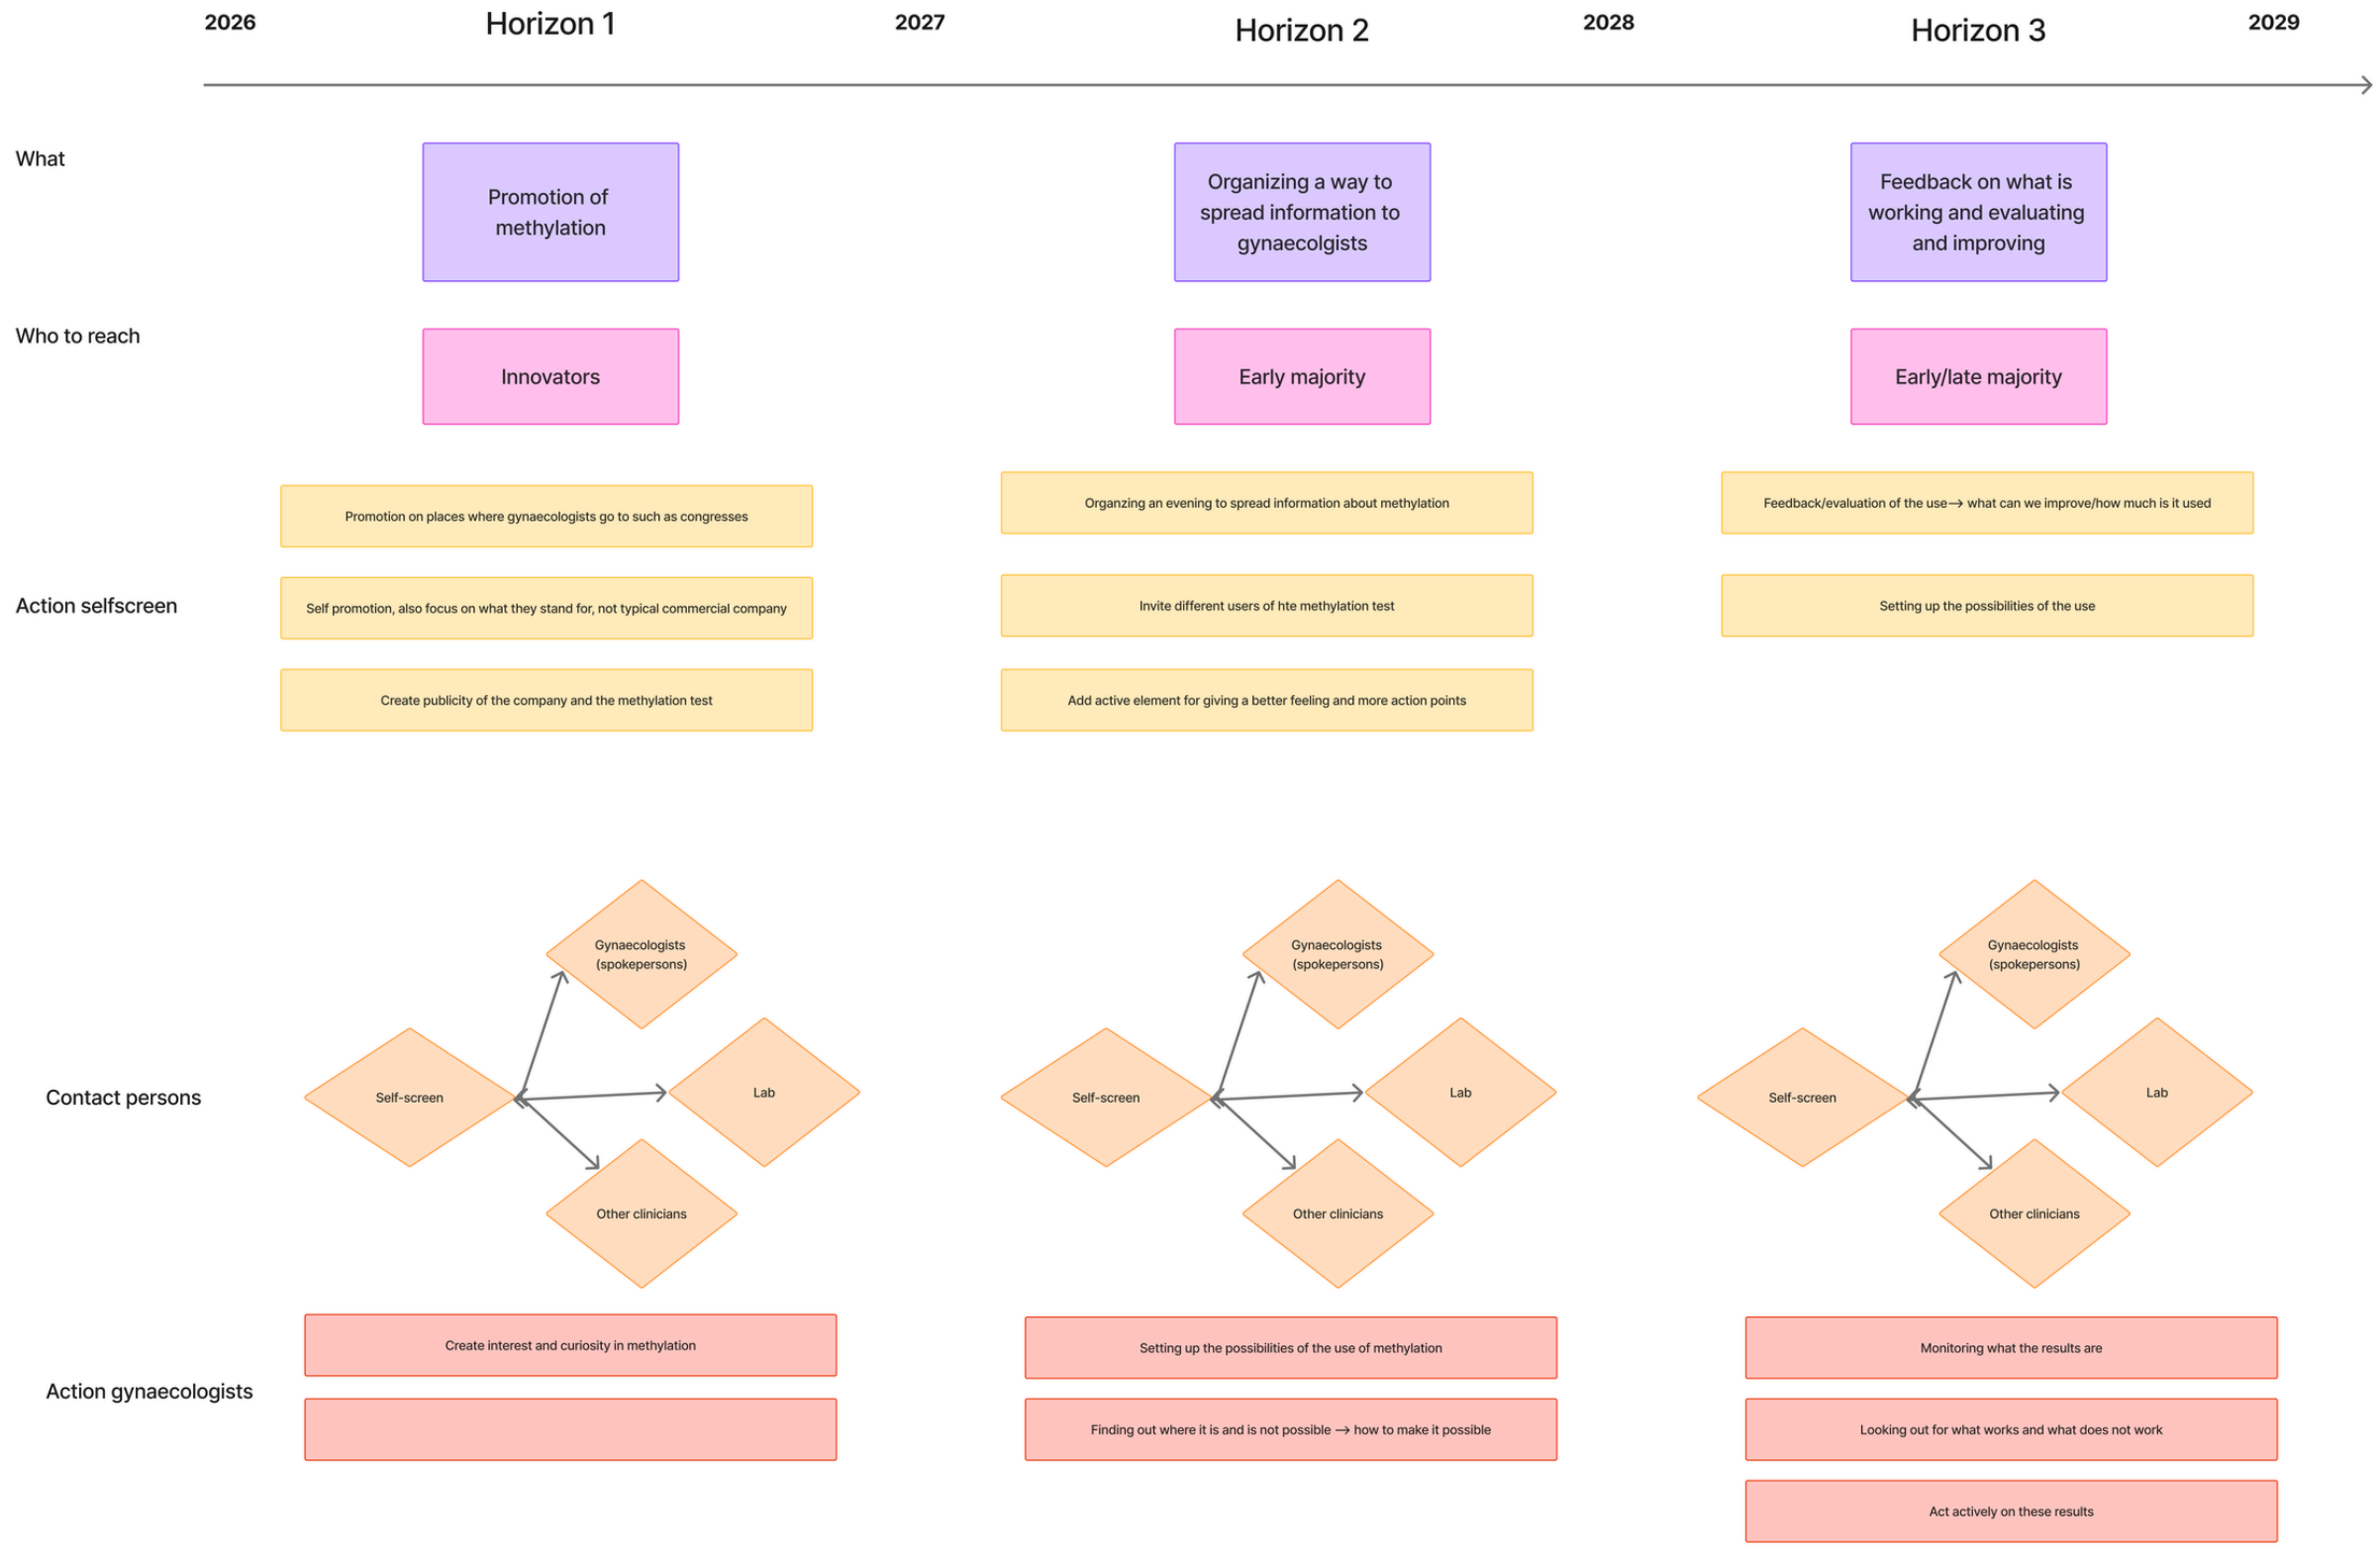 2026
Horizon 1
2027
Horizon 2
2028
Horizon 3
2029
What
Promotion of
methylation
Organizing a way to
spread information to
gynaecolgists
Feedback on what is
working and evaluating
and improving
Who to reach
Innovators
Early majority
Early/late majority
Action selfscreen
Promotion on places where gynaecologists go to such as congresses
Self promotion, also focus on what they stand for, not typical commercial company
Create publicity of the company and the methylation test
Organzing an evening to spread information about methylation
Invite different users of hte methylation test
Add active element for giving a better feeling and more action points
Feedback/evaluation of the use--> what can we improve/how much is it used
Setting up the possibilities of the use
Contact persons
Self-screen
Gynaecologists
(spokepersons)
Lab
Other clinicians
Self-screen
Gynaecologists
(spokepersons)
Lab
Other clinicians
Self-screen
Gynaecologists
(spokepersons)
Lab
Other clinicians
Action gynaecologists
Create interest and curiosity in methylation
Setting up the possibilities of the use of methylation
Finding out where it is and is not possible --> how to make it possible
Monitoring what the results are
Looking out for what works and what does not work
Act actively on these results